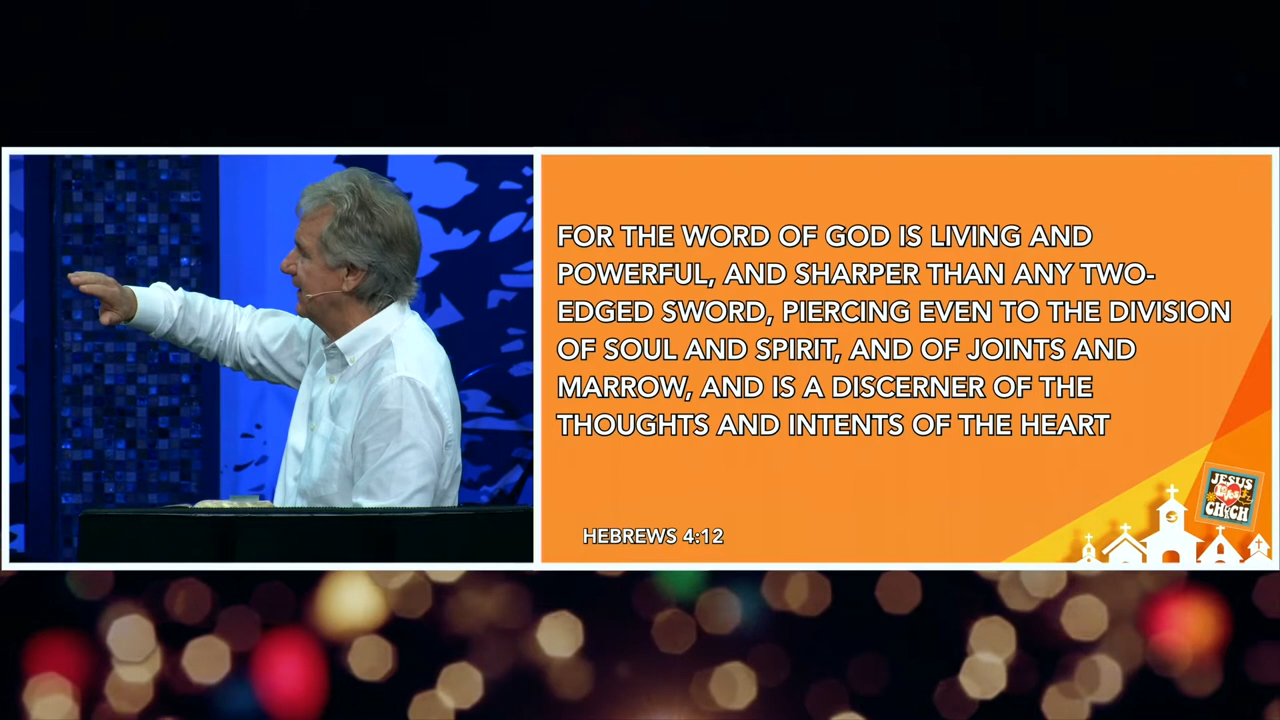 FOR THE WORD OF GOD IS LIVING AND
POWERFUL, AND SHARPER THAN ANY TWO-
EDGED SWORD, PIERCING EVEN TO THE DIVISION
OF SOUL AND SPIRIT, AND OF JOINTS AND
MARROW, AND IS A DISCERNER OF THE
THOUGHTS AND INTENTS OF THE HEART
HEBREWS 4:12
JESUS